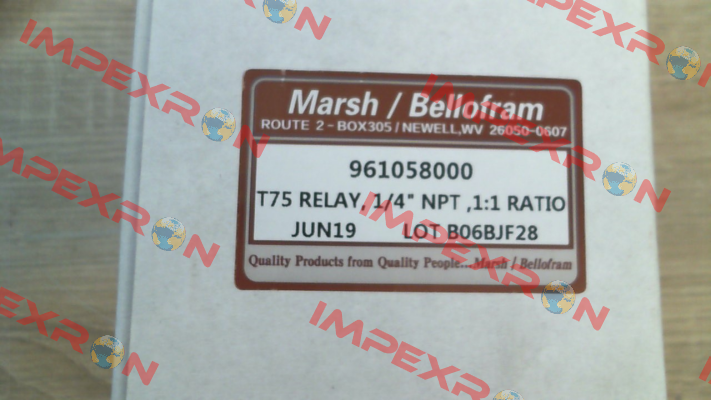 Marsh / Bellofram
ROUTE 2 - BOX305 / NEWELL, WV 26050-0607
961058000
T75 RELAY, 1/4" NPT ,1:1 RATIO
JUN19 LOT B06BJF28
Quality Products from Quality People...Marsh / Bellofram
IMPEXRON
IMPEXRON
IMPEXRON
IMPEXRON
IMPEXRON
IMPEXRON
IMPEXRON